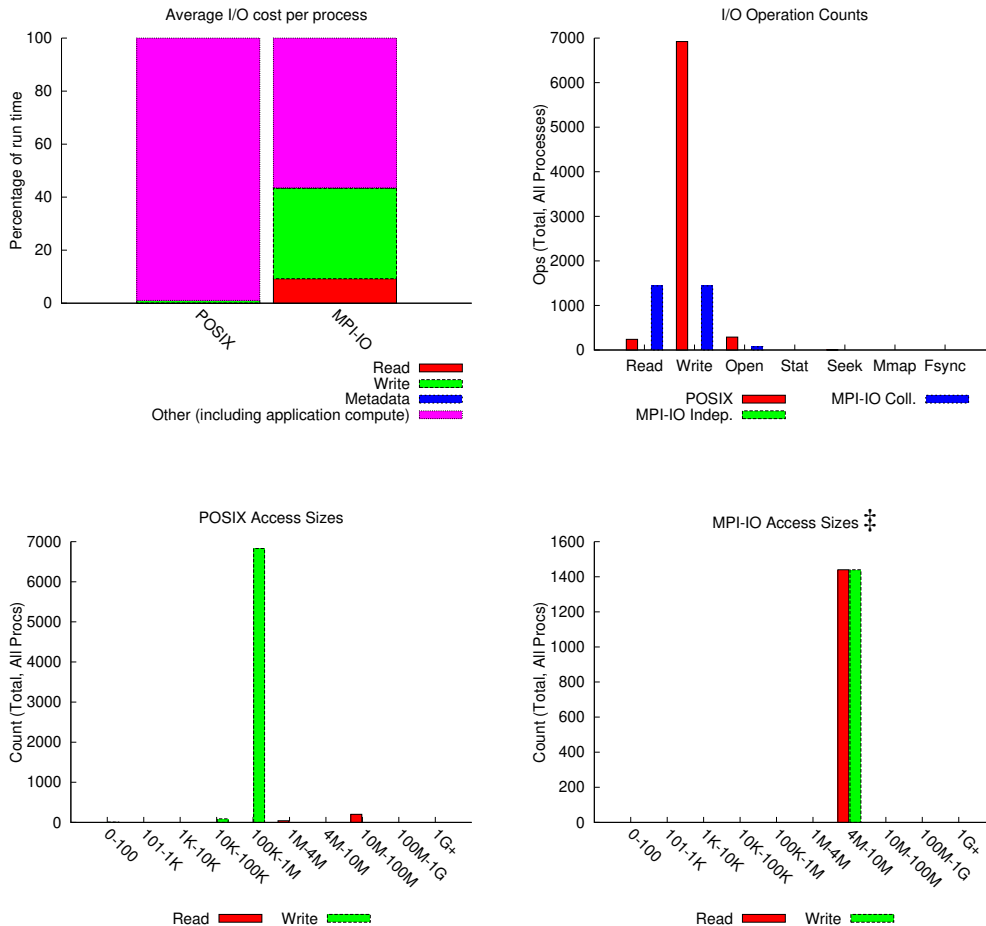 Average I/O cost per process
100
80
60
40
20
0
Percentage of run time
POSIX
MPI-IO
Read
Write
Metadata
Other (including application compute)
I/O Operation Counts
7000
6000
5000
4000
3000
2000
1000
0
Ops (Total, All Processes)
Read Write Open Stat Seek Mmap Fsync
POSIX
MPI-IO Indep.
MPI-IO Coll.
POSIX Access Sizes
7000
6000
5000
4000
3000
2000
1000
0
Count (Total, All Procs)
0-100
101-1K
1K-10K
10K-100K
100K-1M
1M-4M
4M-10M
10M-100M
100M-1G
1G+
Read Write
MPI-IO Access Sizes ‡
1600
1400
1200
1000
800
600
400
200
0
Count (Total, All Procs)
0-100
101-1K
1K-10K
10K-100K
100K-1M
1M-4M
4M-10M
10M-100M
100M-1G
1G+
Read Write